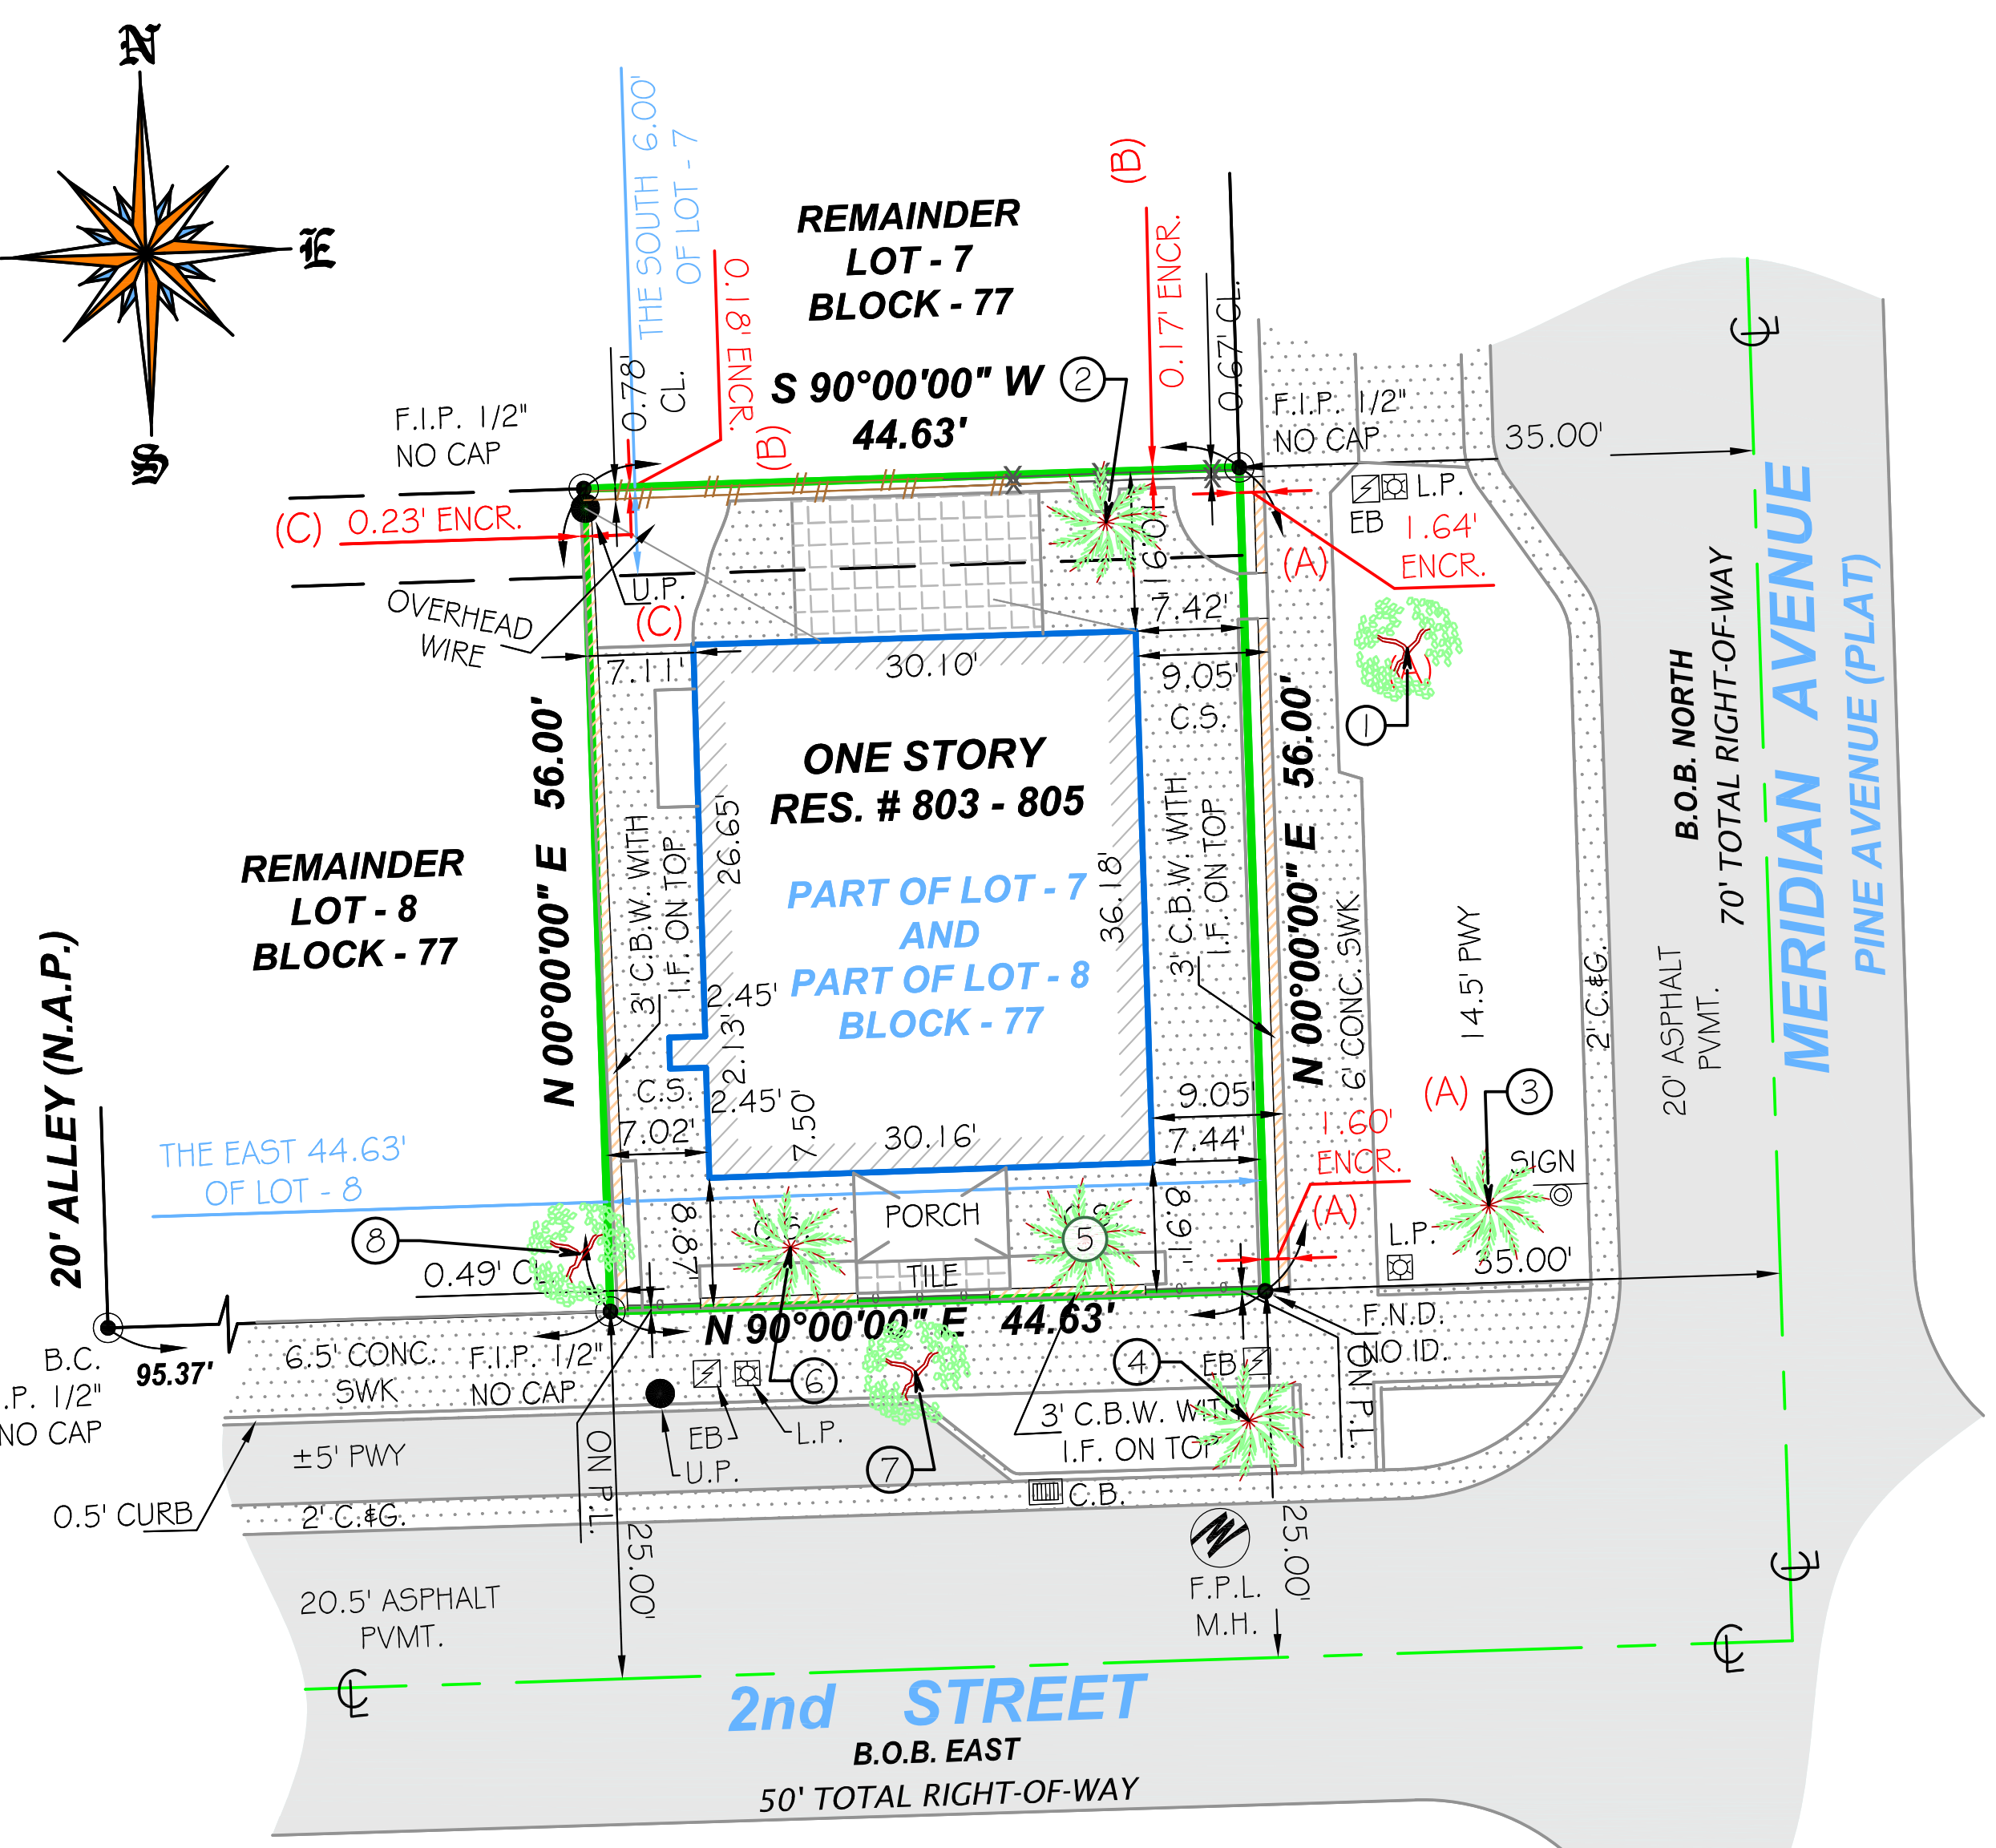 N
E
S
THE SOUTH 6.00'
OF LOT - 7
0.18' ENCR.
(B)
0.78'
CL.
REMAINDER
LOT - 7
BLOCK - 77
S 90°00'00" W
44.63'
2
(B)
0.17' ENCR.
0.67' CL.
F.I.P. 1/2"
NO CAP
F.I.P. 1/2"
NO CAP
35.00'
(C) 0.23' ENCR.
L.P.
EB
1.64'
ENCR.
(A)
OVERHEAD
WIRE
U.P.
(C)
16.01'
7.42'
7.11'
30.10'
9.05'
C.S.
1
N 00°00'00" E 56.00'
ONE STORY
RES. # 803 - 805
PART OF LOT - 7
AND
PART OF LOT - 8
BLOCK - 77
26.65'
36.18'
3' C.B.W. WITH
I.F. ON TOP
3' C.B.W. WITH
I.F. ON TOP
N 00°00'00" E 56.00'
6' CONC. SWK
14.5' PWY
2' C.&G.
20' ASPHALT
PVMT.
B.O.B. NORTH
70' TOTAL RIGHT-OF-WAY
MERIDIAN AVENUE
PINE AVENUE (PLAT)
REMAINDER
LOT - 8
BLOCK - 77
20' ALLEY (N.A.P.)
2.45'
2.13'
2.45'
7.50'
C.S.
7.02'
30.16'
9.05'
7.44'
(A)
3
1.60'
ENCR.
(A)
SIGN
L.P.
35.00'
THE EAST 44.63'
OF LOT - 8
8
0.49'
8.87'
PORCH
TILE
5
8.91'
N 90°00'00" E 44.63'
F.N.D.
NO ID.
B.C.
.P. 1/2"
NO CAP
95.37'
6.5' CONC.
SWK
F.I.P. 1/2"
NO CAP
6
4
EB
ON P.L.
±5' PWY
EB
L.P.
U.P.
7
3' C.B.W. WIT
I.F. ON TOP
ON P.L.
0.5' CURB
2' C.&G.
C.B.
25.00'
25.00'
F.P.L.
M.H.
20.5' ASPHALT
PVMT.
2nd STREET
B.O.B. EAST
50' TOTAL RIGHT-OF-WAY